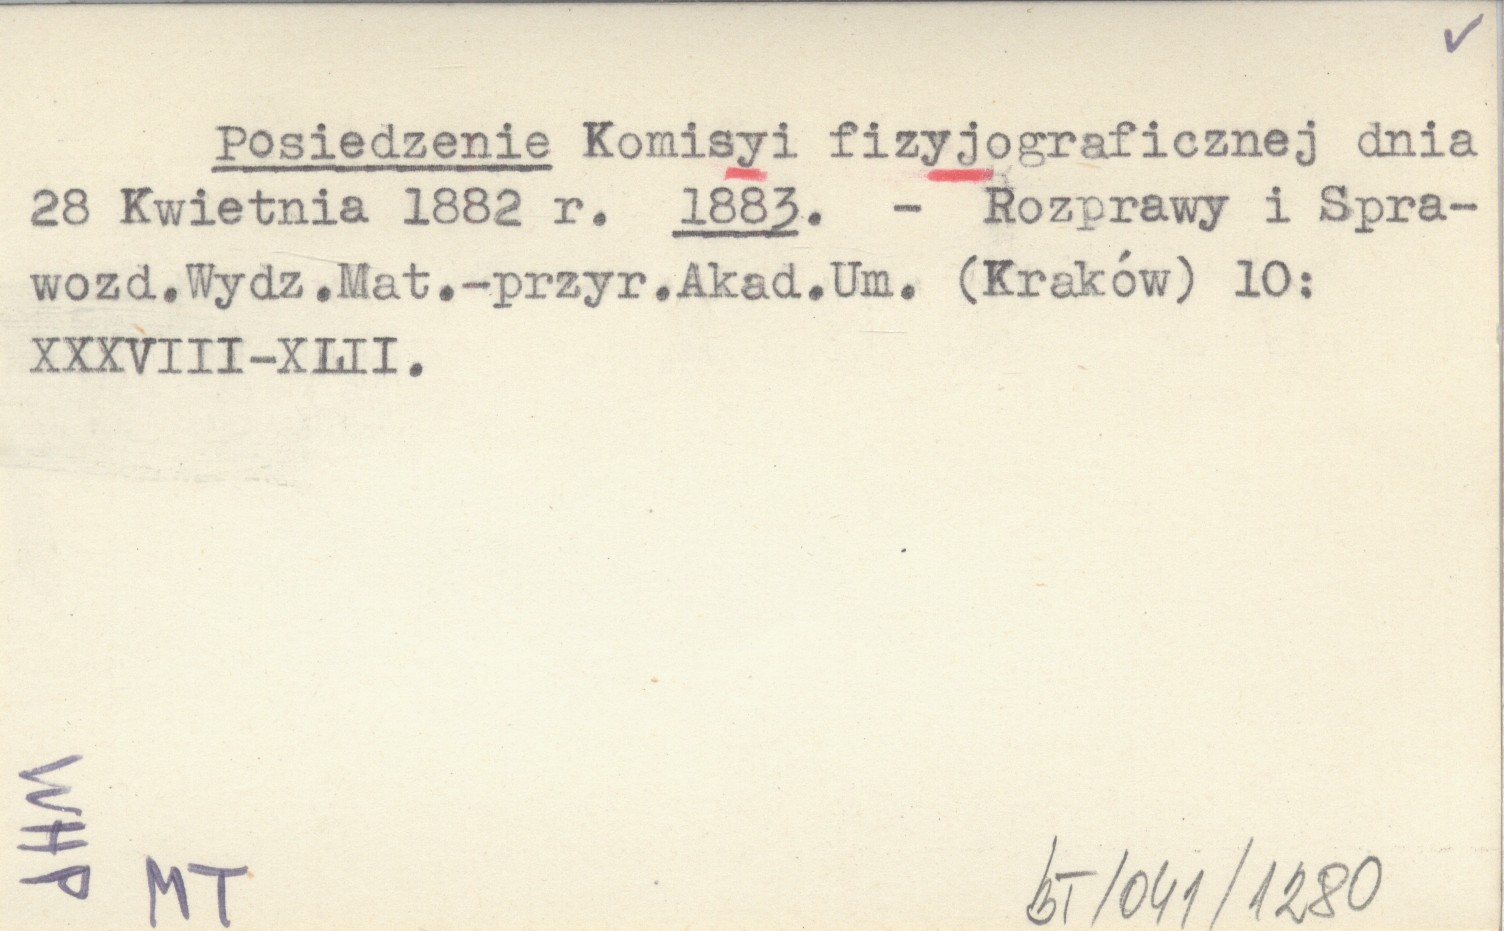 ✓
Posiedzenie Komisyi fizyjograficznej dnia
28 Kwietnia 1882 r. 1883. - Rozprawy i Spra-
wozd.Wydz.Mat.-przyr.Akad.Um. (Kraków) 10:
XXXVIII-XLII.
WHP
MT
bT/041/1280